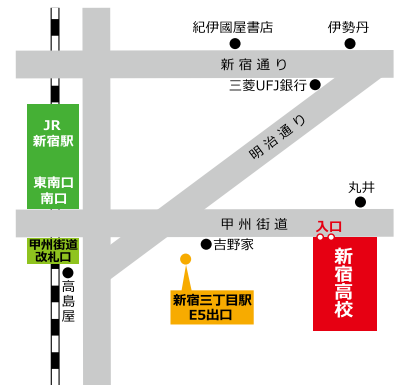 紀伊國屋書店
伊勢丹
新宿通り
三菱UFJ銀行
JR
新宿駅
明治通り
東南口
南口
丸井
甲州街道
入口
甲州街道
改札口
吉野家
新宿高校
高島屋
新宿三丁目駅
E5出口